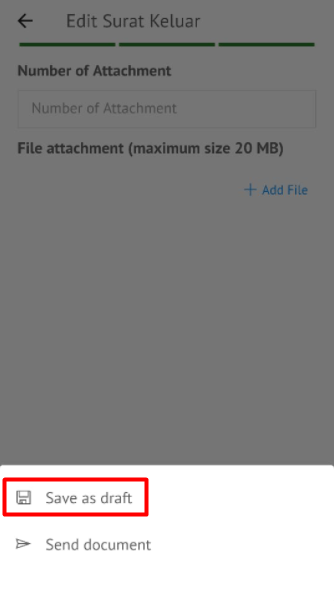 Edit Surat Keluar
Number of Attachment
Number of Attachment
File attachment (maximum size 20 MB)
+ Add File
Save as draft
Send document